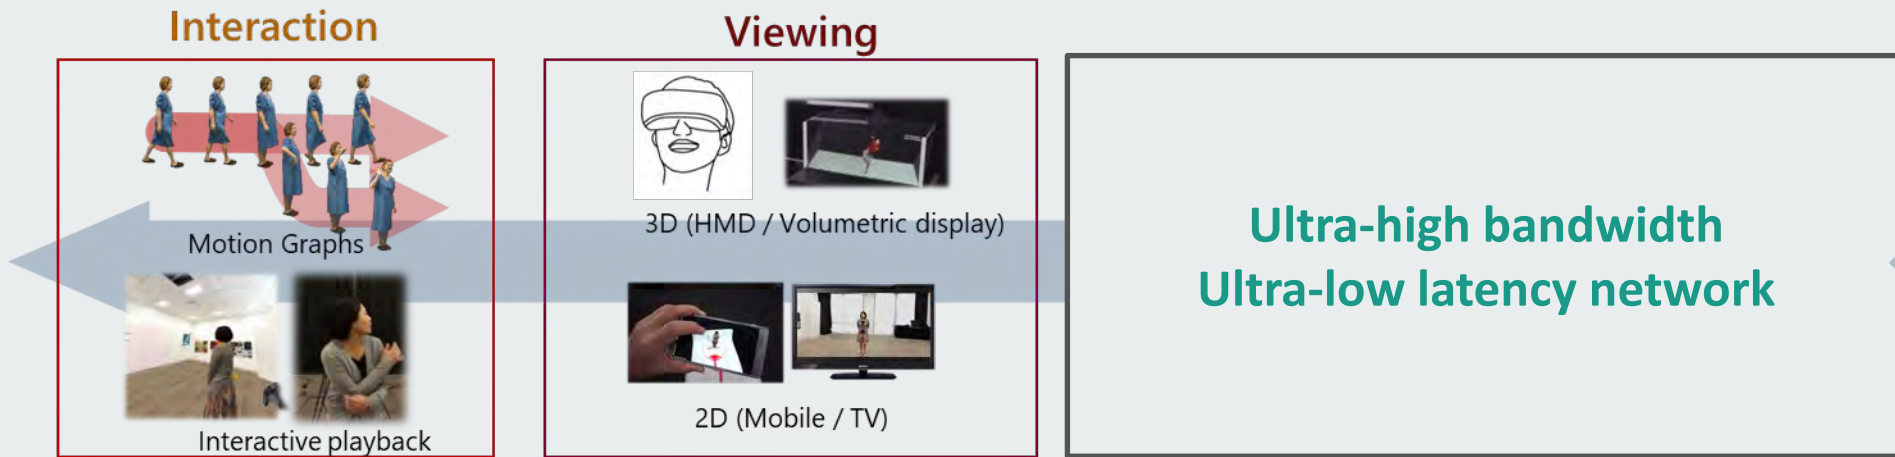 Interaction
Motion Graphs
Interactive playback
Viewing
3D (HMD / Volumetric display)
2D (Mobile / TV)
Ultra-high bandwidth
Ultra-low latency network